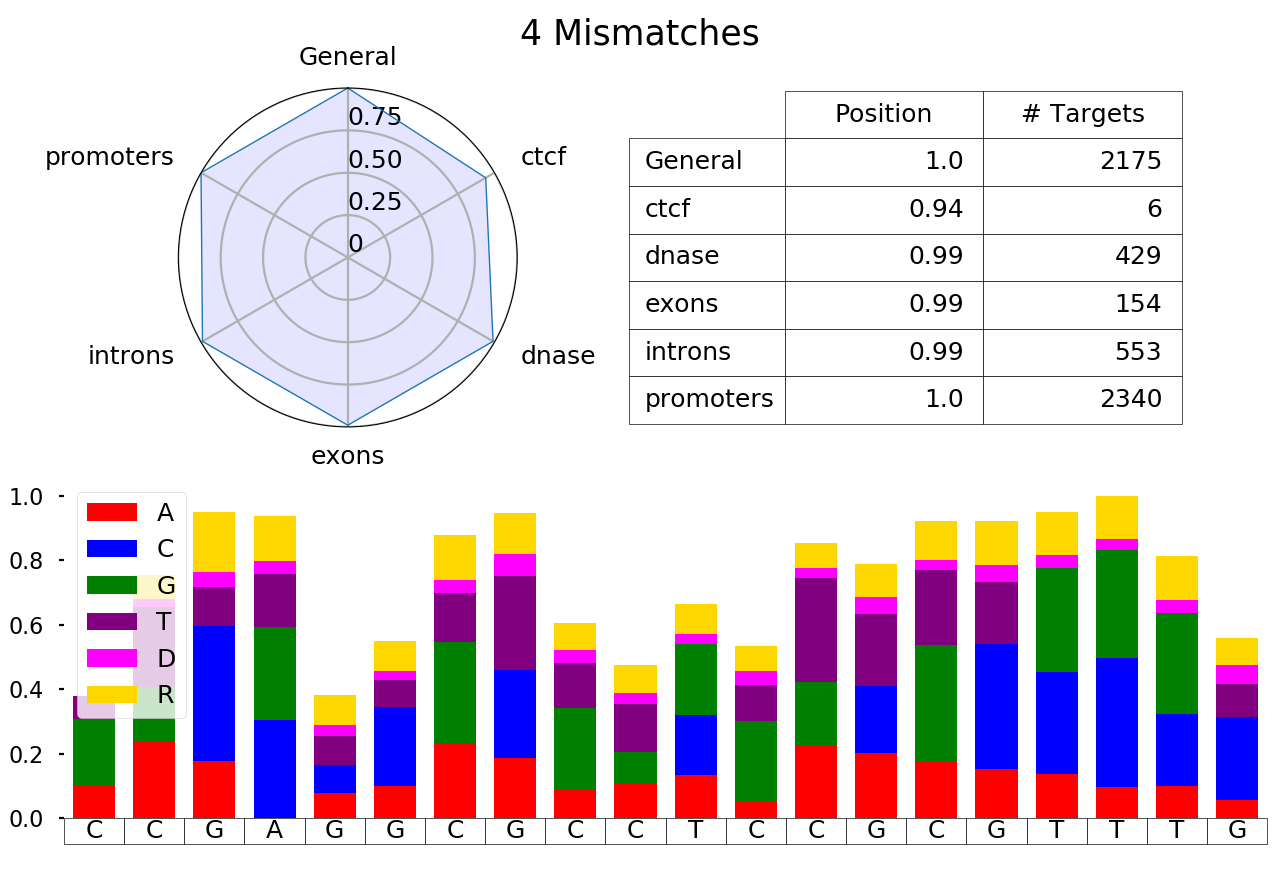 4 Mismatches
General
0.75
promoters
ctcf
0.50
0.25
0
introns
dnase
exons
Position # Targets
General 1.0 2175
ctcf 0.94 6
dnase 0.99 429
exons 0.99 154
introns 0.99 553
promoters 1.0 2340
1.0
0.8
0.6
0.4
0.2
0.0
A
C
G
T
D
R
C C G A G G C G C C T C C G C G T T T G